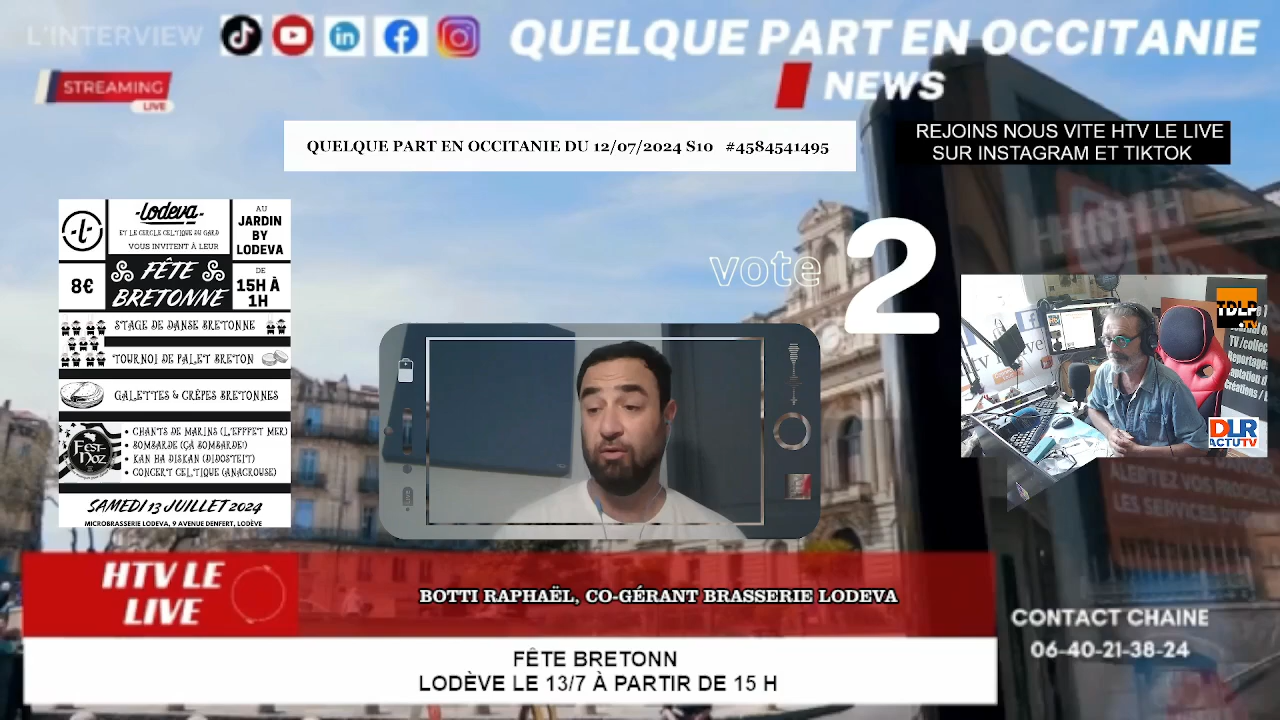 L'INTERVIEW
QUELQUE PART EN OCCITANIE
NEWS
STREAMING
LIVE
QUELQUE PART EN OCCITANIE DU 12/07/2024 S10 #4584541495
REJOINS NOUS VITE HTV LE LIVE
SUR INSTAGRAM ET TIKTOK
-lodeva-
ET LE CERCLE CELTIQUE DU GARD
VOUS INVITENT À LEUR
AU
JARDIN
BY
LODEVA
8€
FÊTE
BRETONNE
DE
15H À
1H
STAGE DE DANSE BRETONNE
TOURNOI DE PALET BRETON
GALETTES & CRÊPES BRETONNES
FEST-
DOZ
• CHANTS DE MARINS (L'EFFFET MER)
• BOMBARDE (ÇA BOMBARDE!)
• KAN HA DISKAN (DIDOSTEIT)
• CONCERT CELTIQUE (ANACROUSE)
SAMEDI 13 JUILLET 2024
MICROBRASSERIE LODEVA, 9 AVENUE DENFERT, LODÈVE
vote
2
TDLP
.TV
DLR
ACTUTV
HTV LE
LIVE
BOTTI RAPHAËL, CO-GÉRANT BRASSERIE LODEVA
FÊTE BRETONN
LODÈVE LE 13/7 À PARTIR DE 15 H
CONTACT CHAINE
06-40-21-38-24